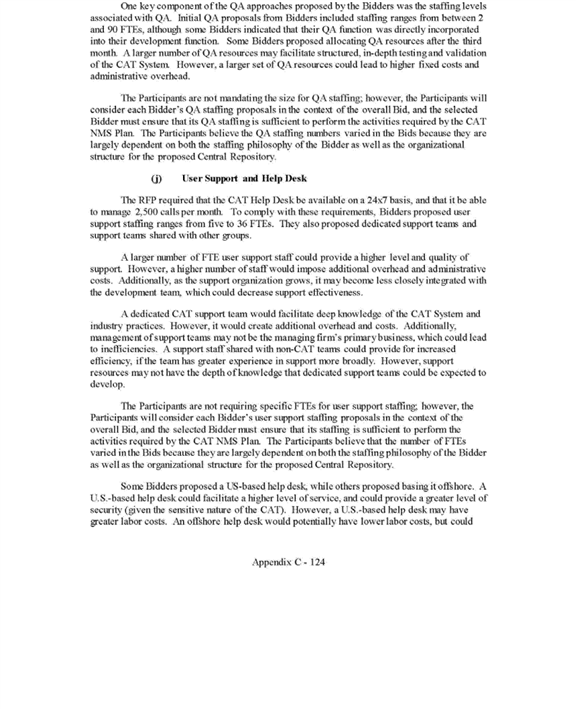 One key component of the QA approaches proposed by the Bidders was the staffing levels
associated with QA. Initial QA proposals from Bidders included staffing ranges from between 2
and 90 FTEs, although some Bidders indicated that their QA function was directly incorporated
into their development function. Some Bidders proposed allocating QA resources after the third
month. A larger number of QA resources may facilitate structured, in-depth testing and validation
of the CAT System. However, a larger set of QA resources could lead to higher fixed costs and
administrative overhead.
The Participants are not mandating the size for QA staffing; however, the Participants will
consider each Bidder's QA staffing proposals in the context of the overall Bid, and the selected
Bidder must ensure that its QA staffing is sufficient to perform the activities required by the CAT
NMS Plan. The Participants believe the QA staffing numbers varied in the Bids because they are
largely dependent on both the staffing philosophy of the Bidder as well as the organizational
structure for the proposed Central Repository.
(j) User Support and Help Desk
The RFP required that the CAT Help Desk be available on a 24x7 basis, and that it be able
to manage 2,500 calls per month. To comply with these requirements, Bidders proposed user
support staffing ranges from five to 36 FTEs. They also proposed dedicated support teams and
support teams shared with other groups.
A larger number of FTE user support staff could provide a higher level and quality of
support. However, a higher number of staff would impose additional overhead and administrative
costs. Additionally, as the support organization grows, it may become less closely integrated with
the development team, which could decrease support effectiveness.
A dedicated CAT support team would facilitate deep knowledge of the CAT System and
industry practices. However, it would create additional overhead and costs. Additionally,
management of support teams may not be the managing firm's primary business, which could lead
to inefficiencies. A support staff shared with non-CAT teams could provide for increased
efficiency, if the team has greater experience in support more broadly. However, support
resources may not have the depth of knowledge that dedicated support teams could be expected to
develop.
The Participants are not requiring specific FTEs for user support staffing; however, the
Participants will consider each Bidder's user support staffing proposals in the context of the
overall Bid, and the selected Bidder must ensure that its staffing is sufficient to perform the
activities required by the CAT NMS Plan. The Participants believe that the number of FTEs
varied in the Bids because they are largely dependent on both the staffing philosophy of the Bidder
as well as the organizational structure for the proposed Central Repository.
Some Bidders proposed a US-based help desk, while others proposed basing it offshore. A
U.S.-based help desk could facilitate a higher level of service, and could provide a greater level of
security (given the sensitive nature of the CAT). However, a U.S.-based help desk may have
greater labor costs. An offshore help desk would potentially have lower labor costs, but could
Appendix C - 124